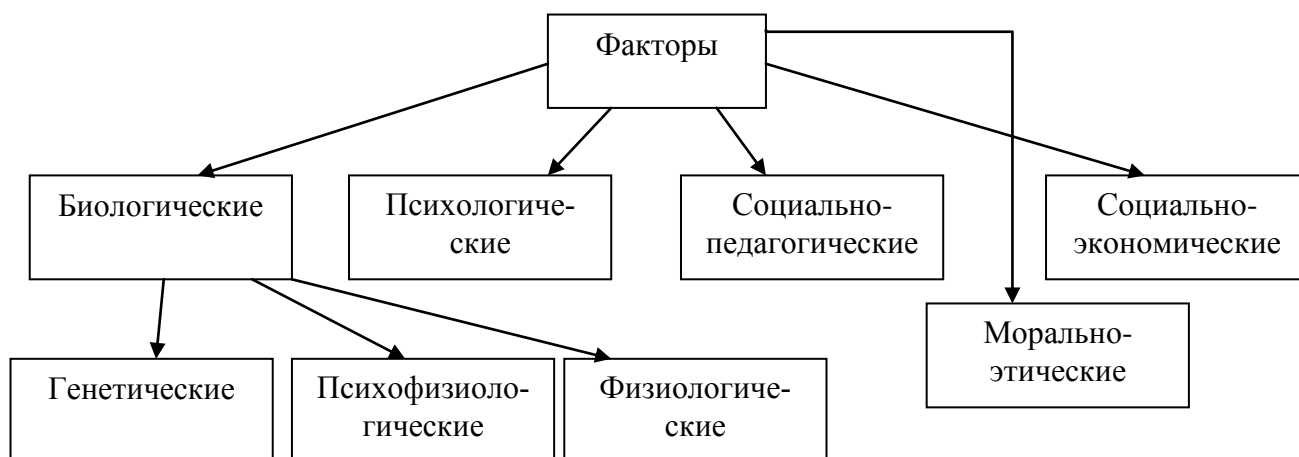 Факторы
Биологические
Психологиче-
ские
Социально-
педагогические
Социально-
экономические
Морально-
этические
Генетические
Психофизиоло-
гические
Физиологиче-
ские